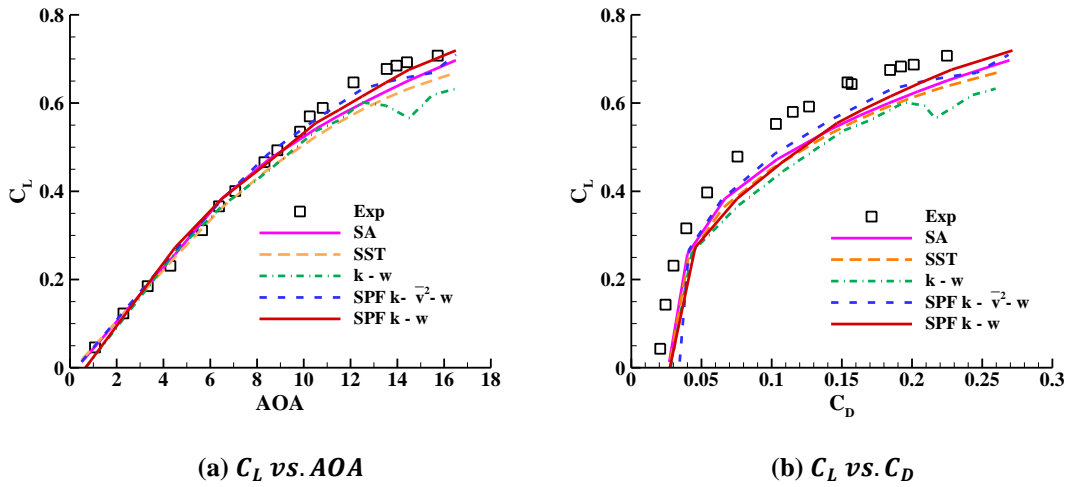 0.8
0.6
0.4
0.2
0
C_L
0 2 4 6 8 10 12 14 16 18
AOA
Exp
SA
SST
k - w
SPF k- v̅²- w
SPF k - w
(a) C_L vs. AOA
0.8
0.6
0.4
0.2
0
C_L
0 0.05 0.1 0.15 0.2 0.25 0.3
C_D
Exp
SA
SST
k - w
SPF k - v̅²- w
SPF k - w
(b) C_L vs. C_D